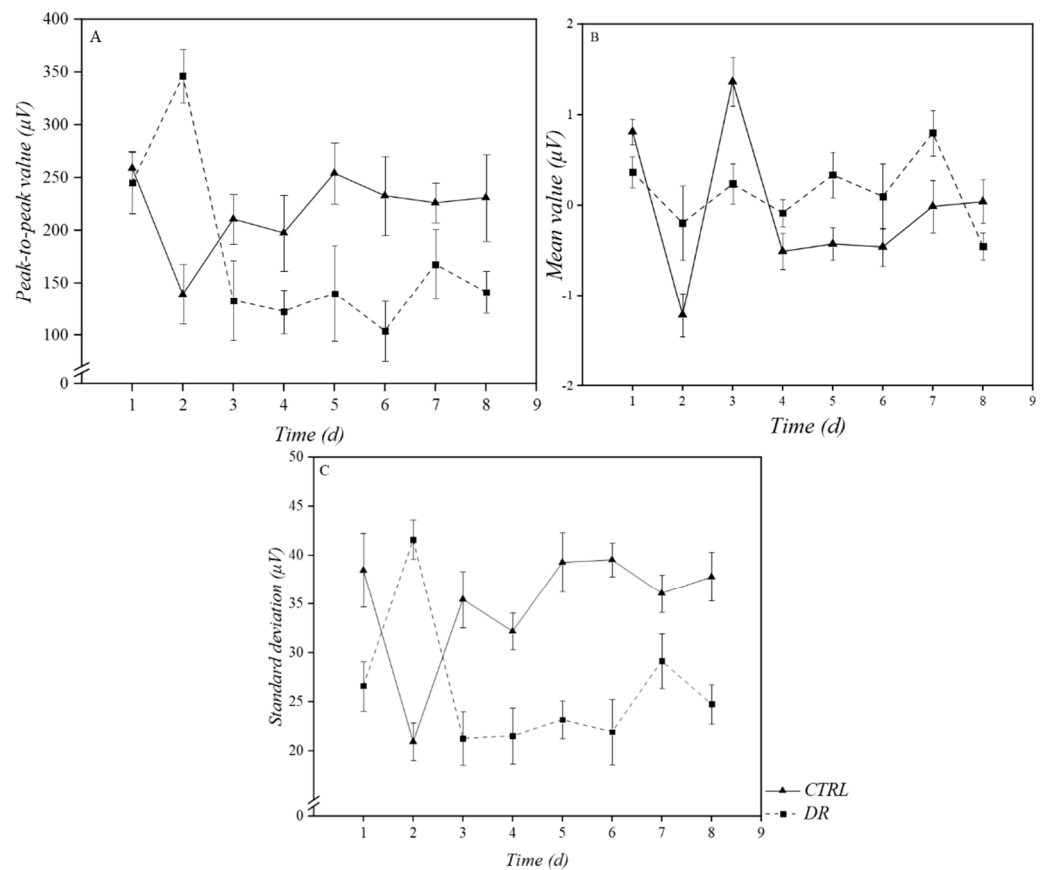 A
Peak-to-peak value (μV)
400
350
300
250
200
150
100
0
1 2 3 4 5 6 7 8 9
Time (d)
B
Mean value (μV)
2
1
0
-1
-2
1 2 3 4 5 6 7 8 9
Time (d)
C
Standard deviation (μV)
50
45
40
35
30
25
20
0
1 2 3 4 5 6 7 8 9
Time (d)
CTRL
DR